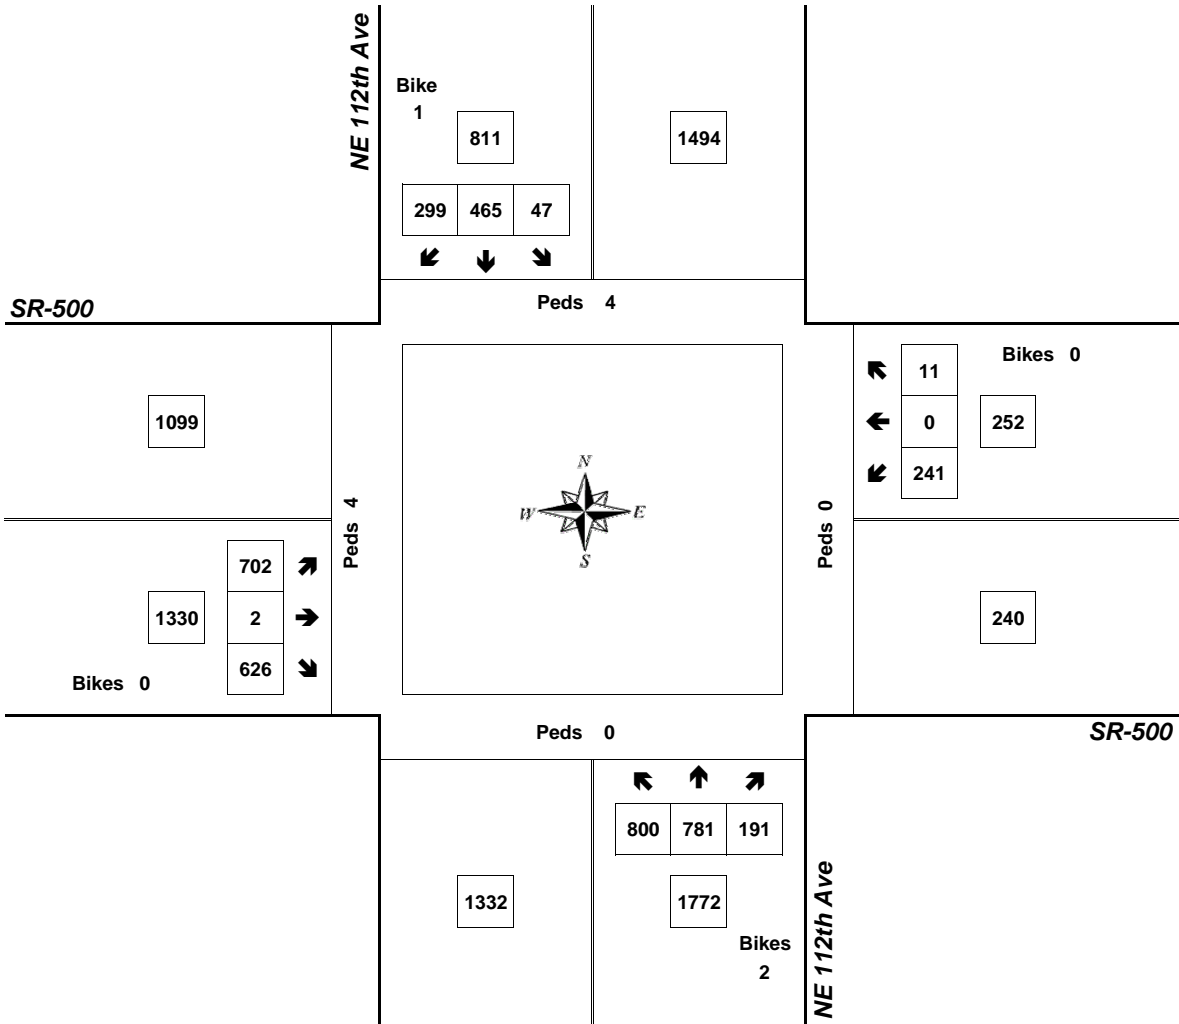 NE 112th Ave
Bike
1
811
1494
299 465 47
Peds 4
SR-500
11
Bikes 0
1099
0
252
241
N
W E
S
Peds 4
Peds 0
702
1330
2
240
626
Bikes 0
Peds 0
SR-500
800 781 191
1332
1772
NE 112th Ave
Bikes
2